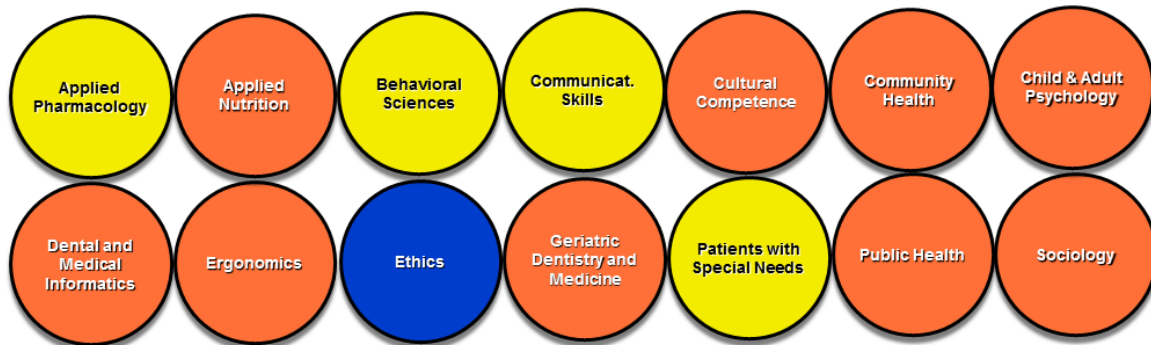 Applied
Pharmacology
Applied
Nutrition
Behavioral
Sciences
Communicat.
Skills
Cultural
Competence
Community
Health
Child & Adult
Psychology
Dental and
Medical
Informatics
Ergonomics
Ethics
Geriatric
Dentistry and
Medicine
Patients with
Special Needs
Public Health
Sociology